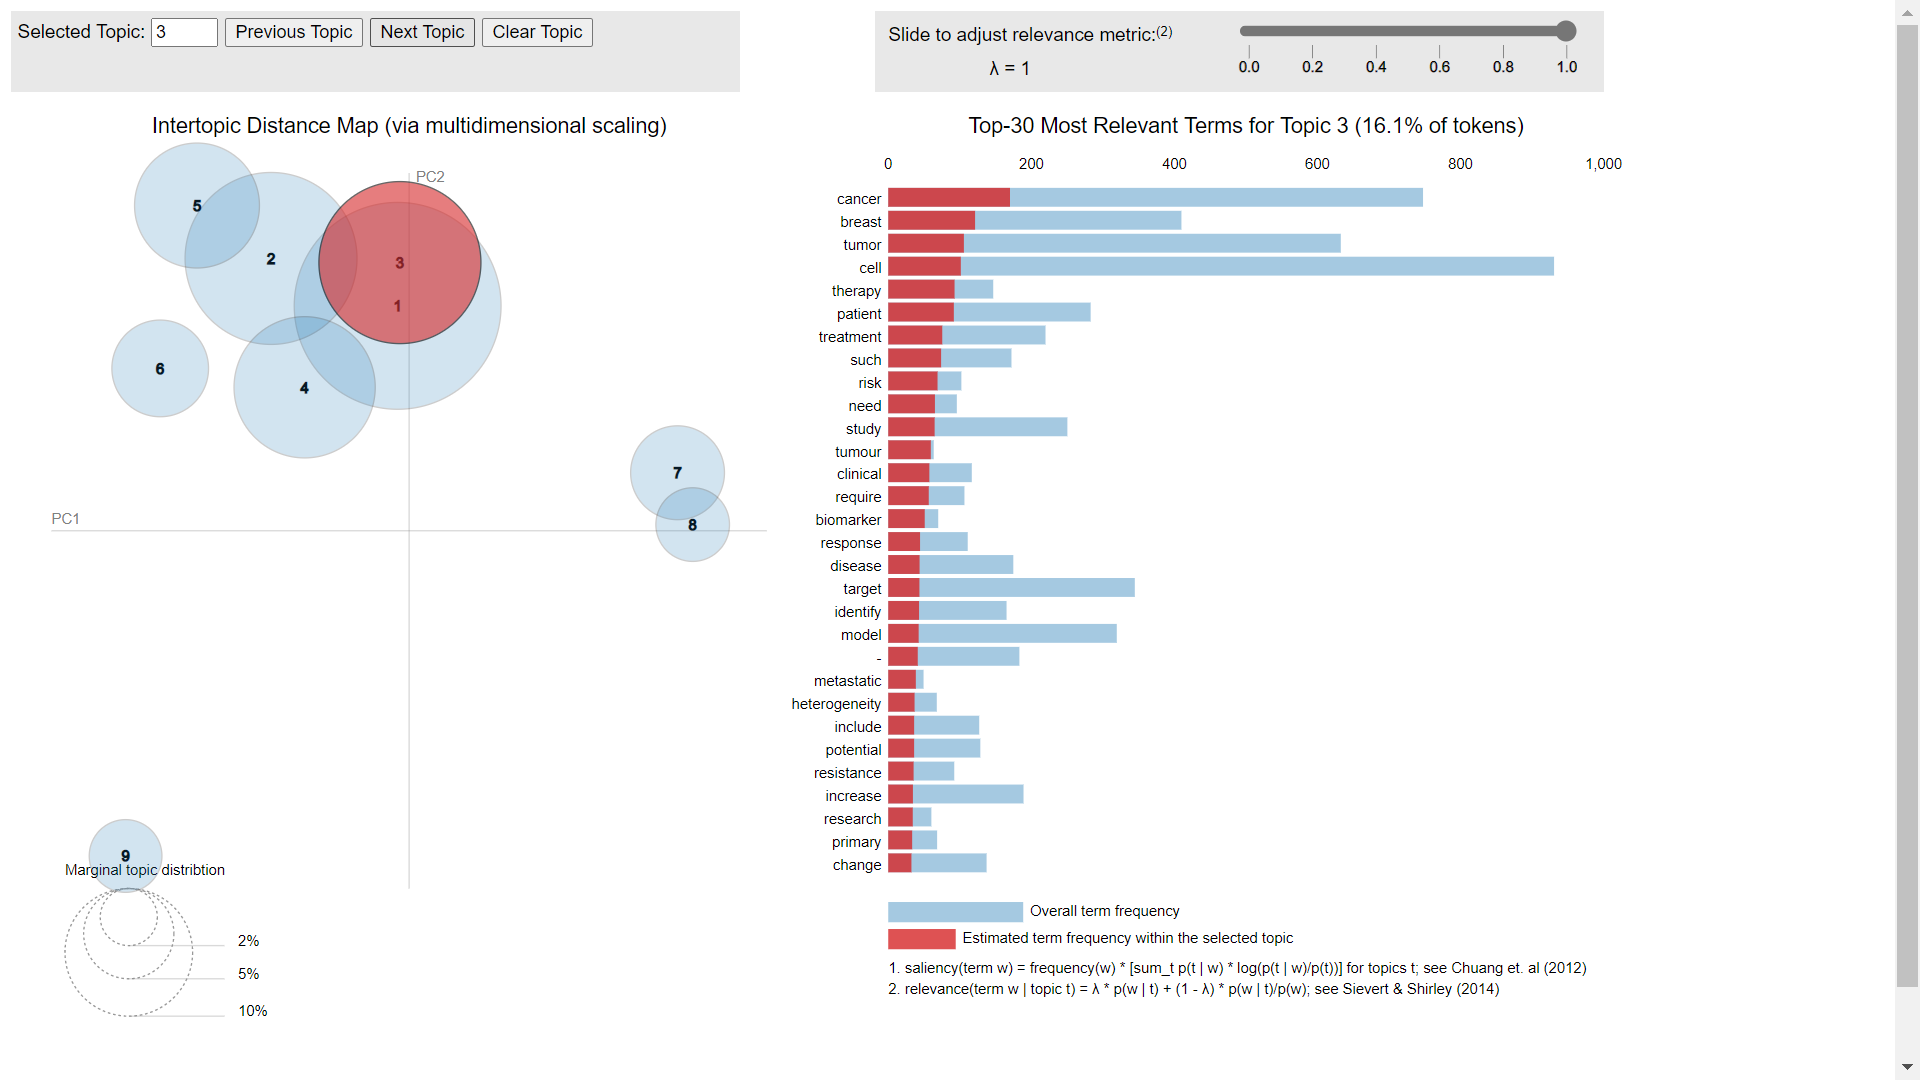 Selected Topic: 3 Previous Topic Next Topic Clear Topic
Slide to adjust relevance metric:(2)
λ = 1
0.0 0.2 0.4 0.6 0.8 1.0
Intertopic Distance Map (via multidimensional scaling)
PC2
PC1
5
2
3
1
6
4
7
8
9
Marginal topic distribtion
2%
5%
10%
Top-30 Most Relevant Terms for Topic 3 (16.1% of tokens)
0 200 400 600 800 1,000
cancer
breast
tumor
cell
therapy
patient
treatment
such
risk
need
study
tumour
clinical
require
biomarker
response
disease
target
identify
model
-
metastatic
heterogeneity
include
potential
resistance
increase
research
primary
change
Overall term frequency
Estimated term frequency within the selected topic
1. saliency(term w) = frequency(w) * [sum_t p(t | w) * log(p(t | w)/p(t))] for topics t; see Chuang et. al (2012)
2. relevance(term w | topic t) = λ * p(w | t) + (1 - λ) * p(w | t)/p(w); see Sievert & Shirley (2014)